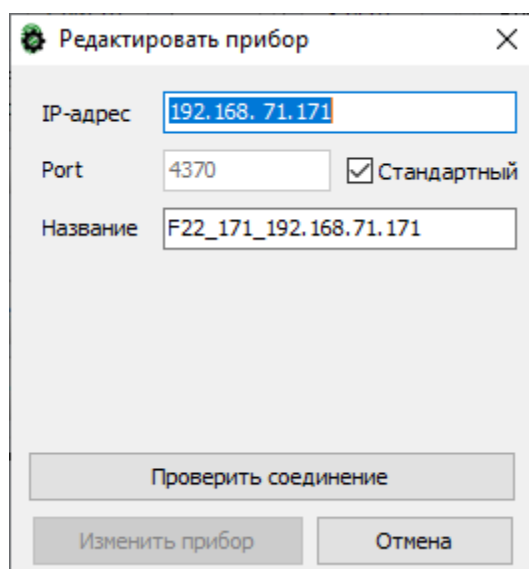 Редактировать прибор
IP-адрес 192.168. 71.171
Port 4370 Стандартный
Название F22_171_192.168.71.171
Проверить соединение
Изменить прибор Отмена